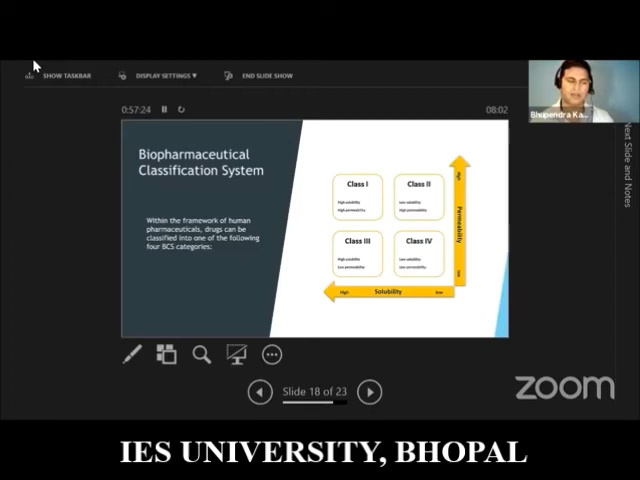 SHOW TASKBAR
DISPLAY SETTINGS
END SLIDE SHOW
Bhupendra Ka...
0:57:24
08:02
Next Slide and Notes
Biopharmaceutical
Classification System
Within the framework of human
pharmaceuticals, drugs can be
classified into one of the following
four BCS categories:
Class I
High solubility
High permeability
Class II
Low solubility
High permeability
Class III
High solubility
Low permeability
Class IV
Low solubility
Low permeability
High
Permeability
low
High
Solubility
low
Slide 18 of 23
zoom
IES UNIVERSITY, BHOPAL